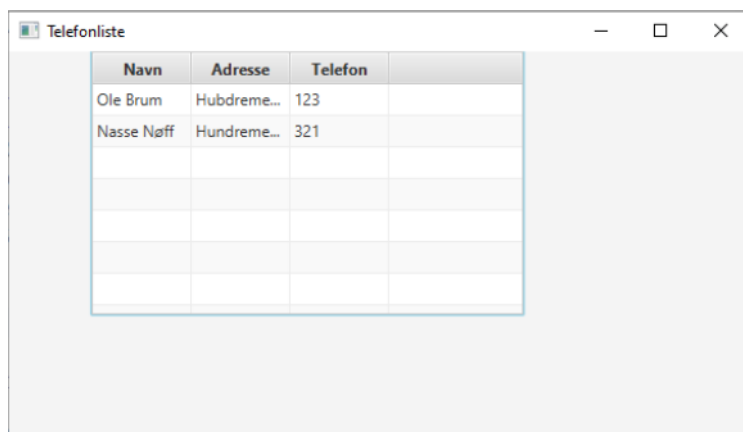 Telefonliste
Navn Adresse Telefon
Ole Brum Hubdreme... 123
Nasse Nøff Hundreme... 321